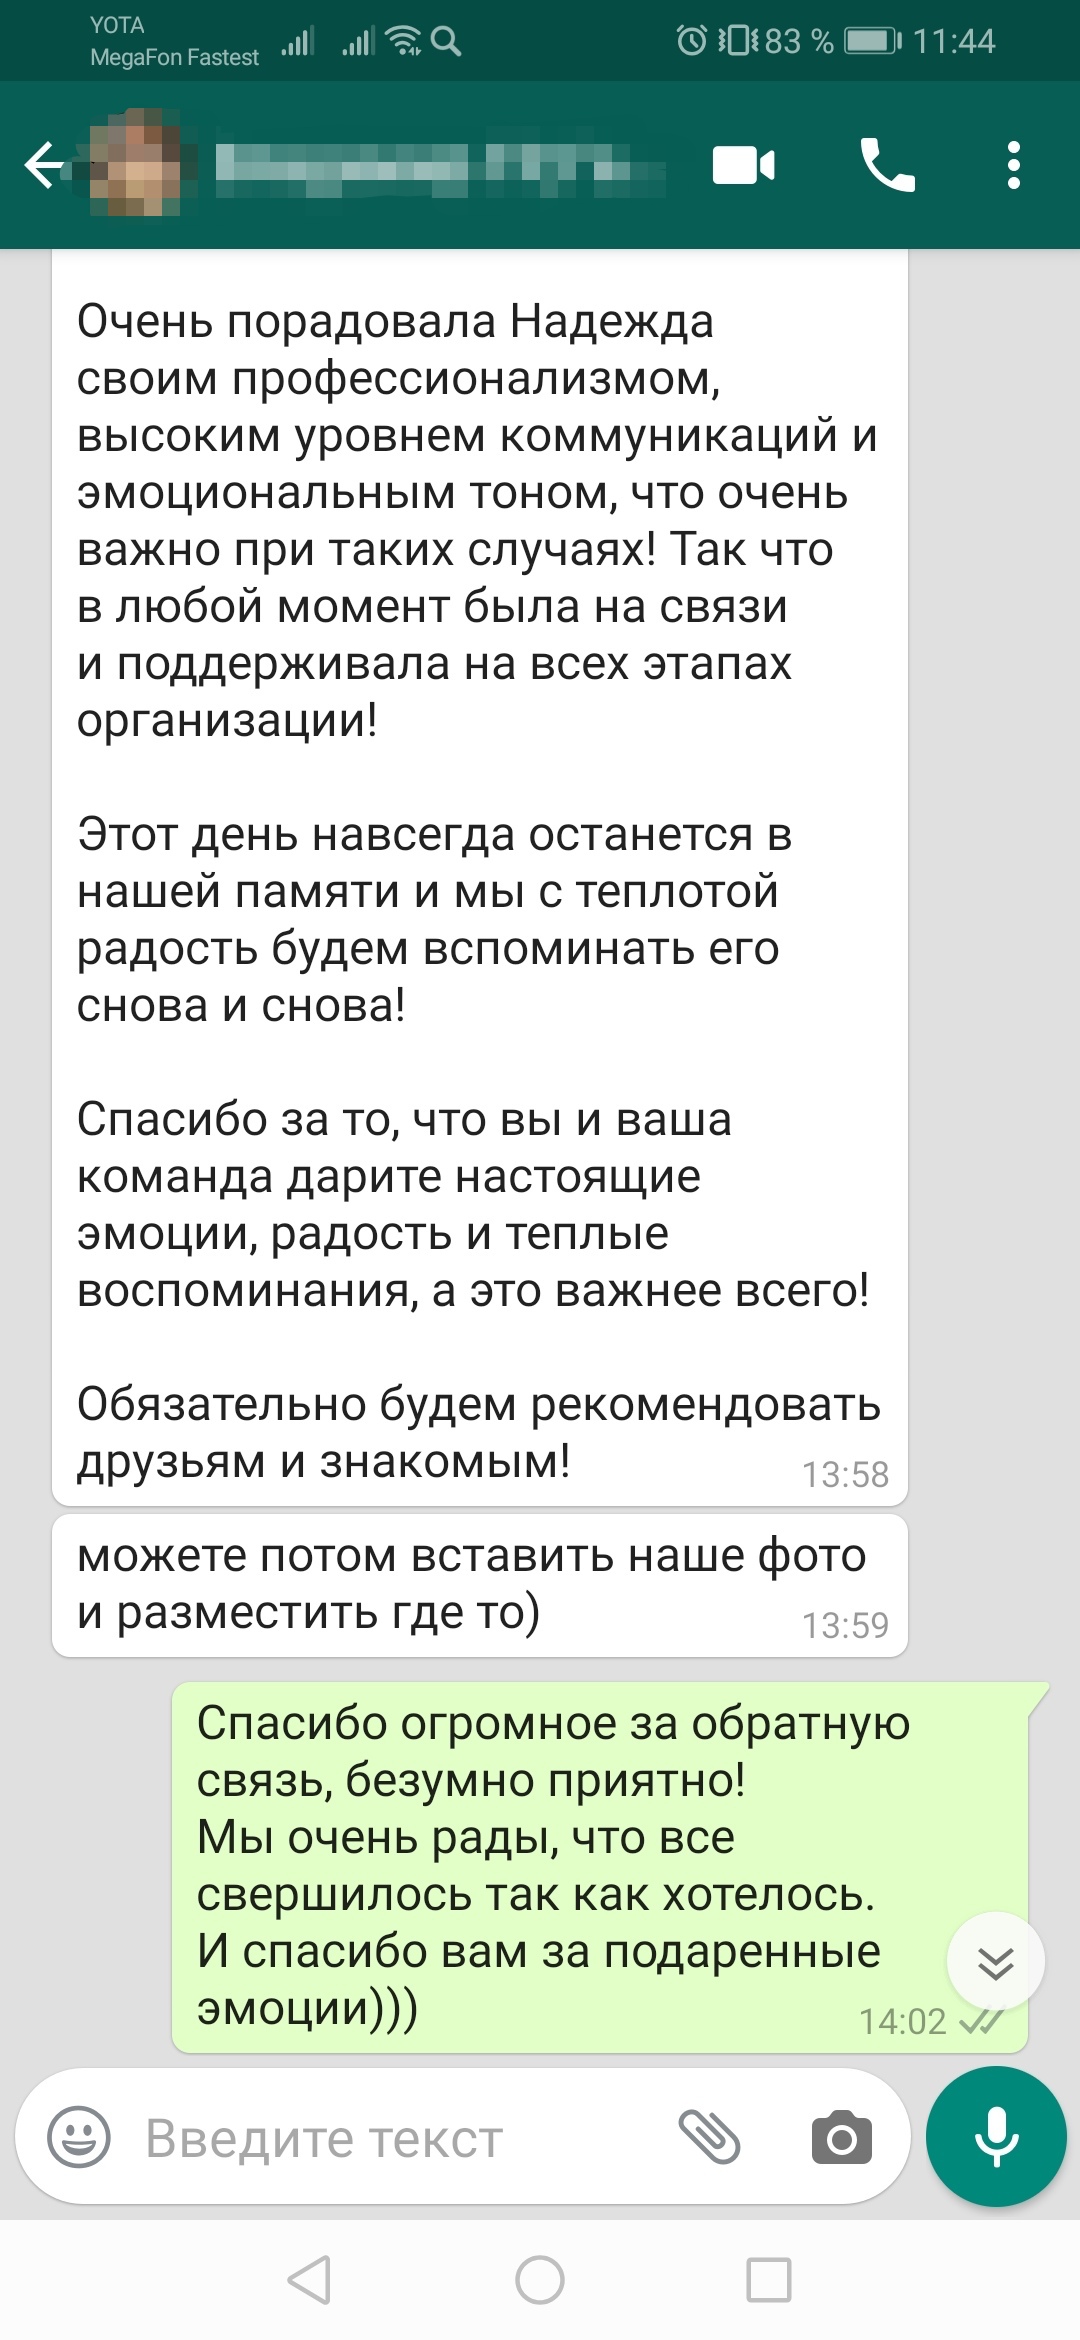 YOTA
MegaFon Fastest
83 %
11:44
Очень порадовала Надежда
своим профессионализмом,
высоким уровнем коммуникаций и
эмоциональным тоном, что очень
важно при таких случаях! Так что
в любой момент была на связи
и поддерживала на всех этапах
организации!
Этот день навсегда останется в
нашей памяти и мы с теплотой
радость будем вспоминать его
снова и снова!
Спасибо за то, что вы и ваша
команда дарите настоящие
эмоции, радость и теплые
воспоминания, а это важнее всего!
Обязательно будем рекомендовать
друзьям и знакомым!
13:58
можете потом вставить наше фото
и разместить где то)
13:59
Спасибо огромное за обратную
связь, безумно приятно!
Мы очень рады, что все
свершилось так как хотелось.
И спасибо вам за подаренные
эмоции)))
14:02
Введите текст